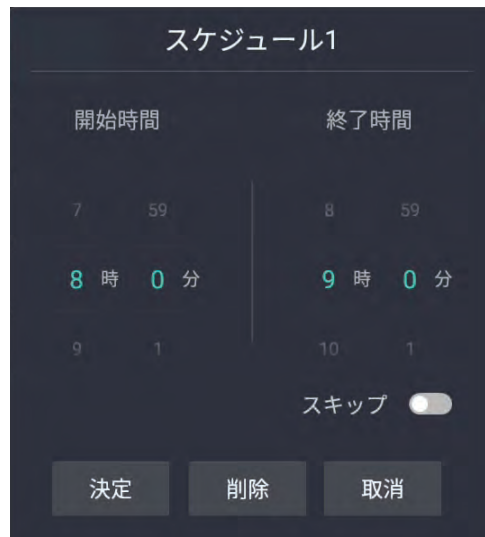 スケジュール1
開始時間 終了時間
7 59 8 59
8 時 0 分 9 時 0 分
9 1 10 1
スキップ
決定 削除 取消